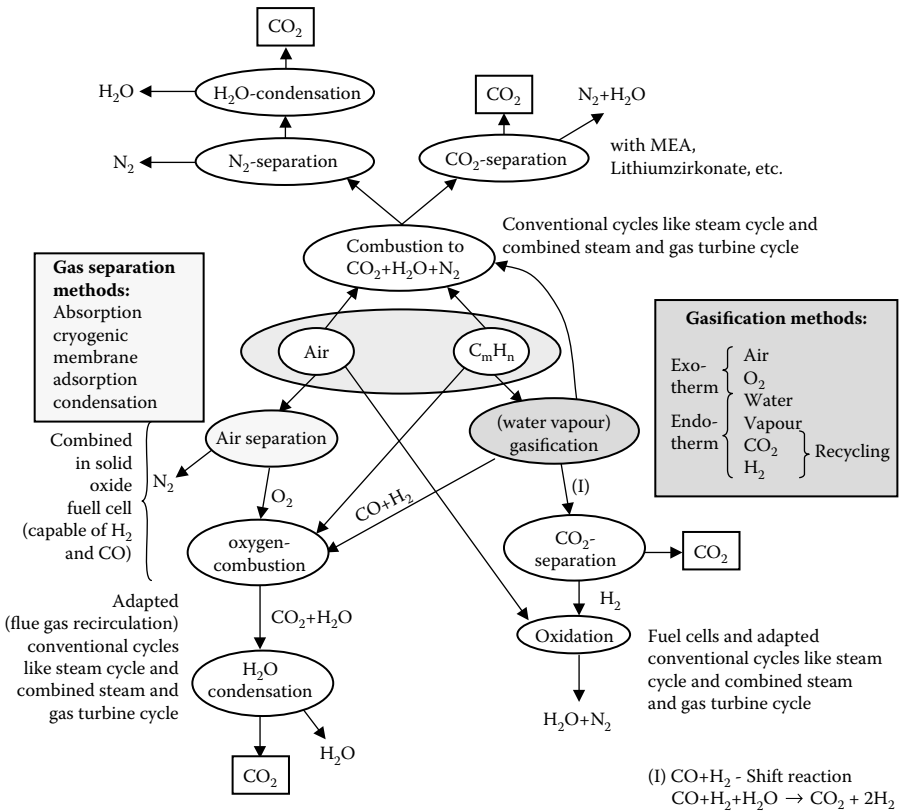 CO₂
H₂O
H₂O-condensation
CO₂
N₂+H₂O
N₂
N₂-separation
CO₂-separation
with MEA,
Lithiumzirkonate, etc.
Combustion to
CO₂+H₂O+N₂
Conventional cycles like steam cycle and
combined steam and gas turbine cycle
Gas separation
methods:
Absorption
cryogenic
membrane
adsorption
condensation
Air
CₘHₙ
Gasification methods:
Exo-
therm
Air
O₂
Water
Endo-
therm
Vapour
CO₂
H₂
Recycling
Air separation
(water vapour)
gasification
Combined
in solid
oxide
fuell cell
(capable of H₂
and CO)
N₂
O₂
CO+H₂
(I)
oxygen-
combustion
CO₂-
separation
CO₂
H₂
Adapted
(flue gas recirculation)
conventional cycles
like steam cycle and
combined steam and
gas turbine cycle
CO₂+H₂O
Oxidation
Fuel cells and adapted
conventional cycles like steam
cycle and combined steam
and gas turbine cycle
H₂O
condensation
H₂O+N₂
H₂O
CO₂
(I) CO+H₂ - Shift reaction
CO+H₂+H₂O → CO₂ + 2H₂